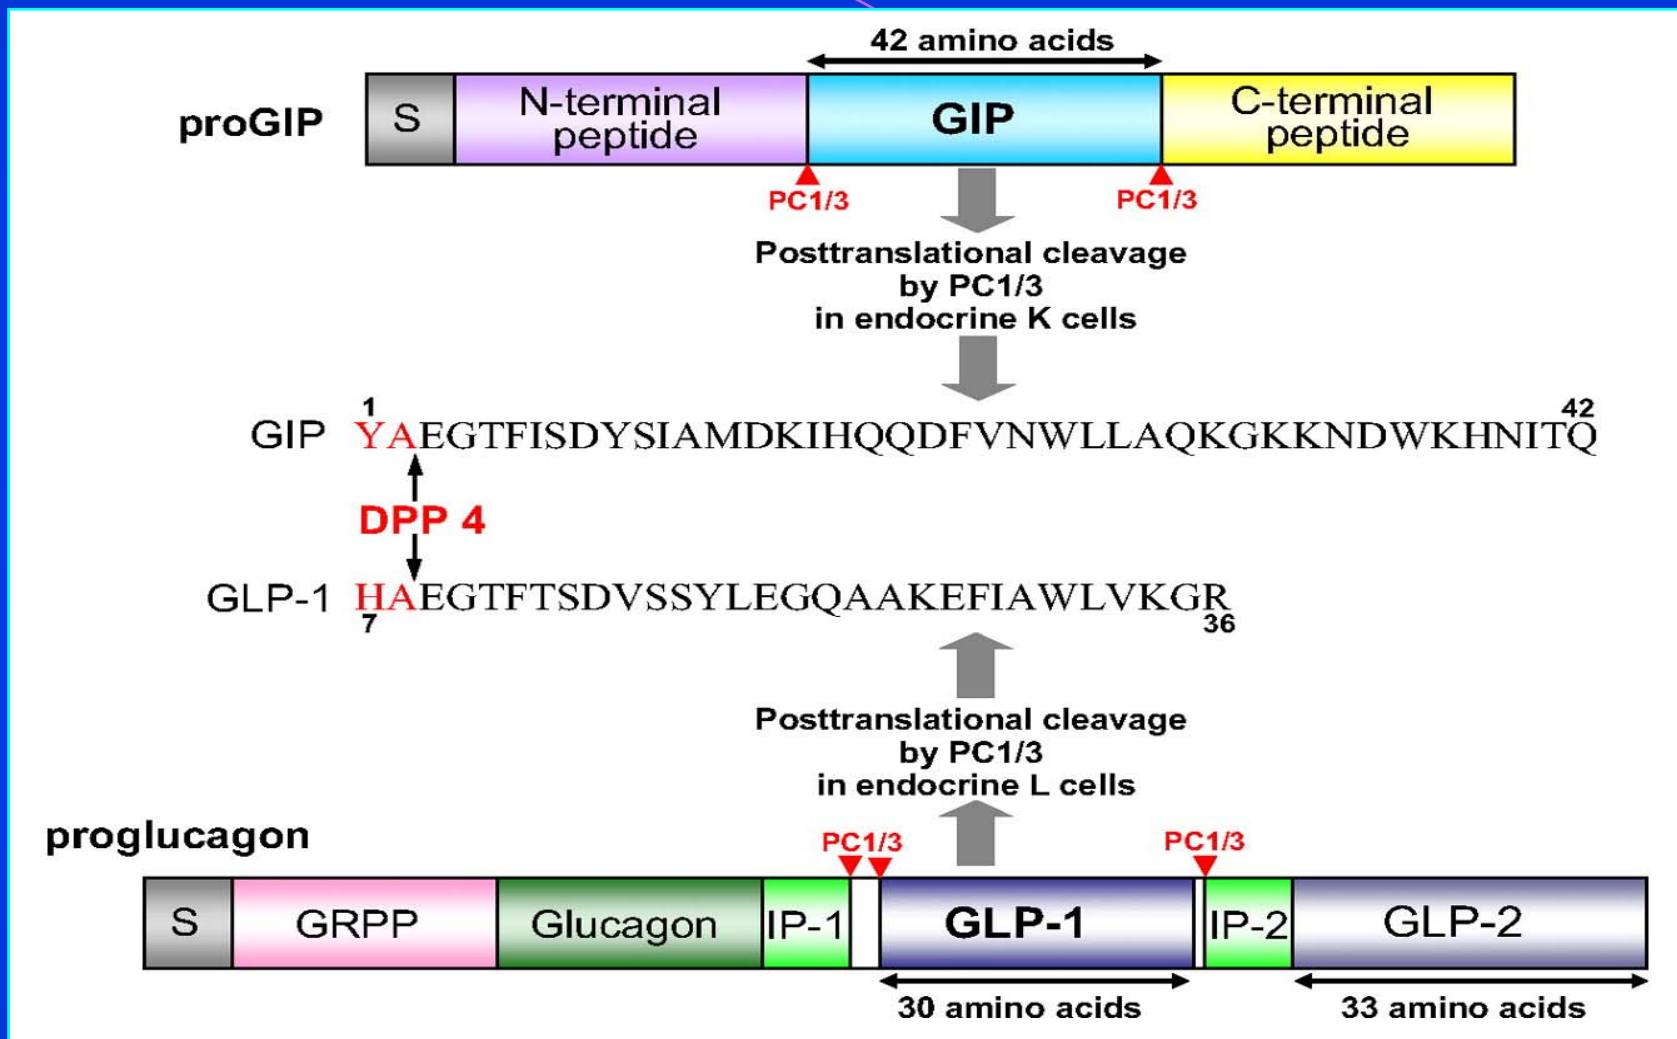 42 amino acids
proGIP
S
N-terminal
peptide
GIP
C-terminal
peptide
PC1/3
PC1/3
Posttranslational cleavage
by PC1/3
in endocrine K cells
1
42
GIP YAEGTFISDYSIAMDKIHQQDFVNWLLAQKGKKNDWKHNITQ
DPP 4
GLP-1 HAEGTFTSDVSSYLEGQAAKEFIAWLVKGR
7
36
Posttranslational cleavage
by PC1/3
in endocrine L cells
proglucagon
PC1/3
PC1/3
S
GRPP
Glucagon
IP-1
GLP-1
IP-2
GLP-2
30 amino acids
33 amino acids